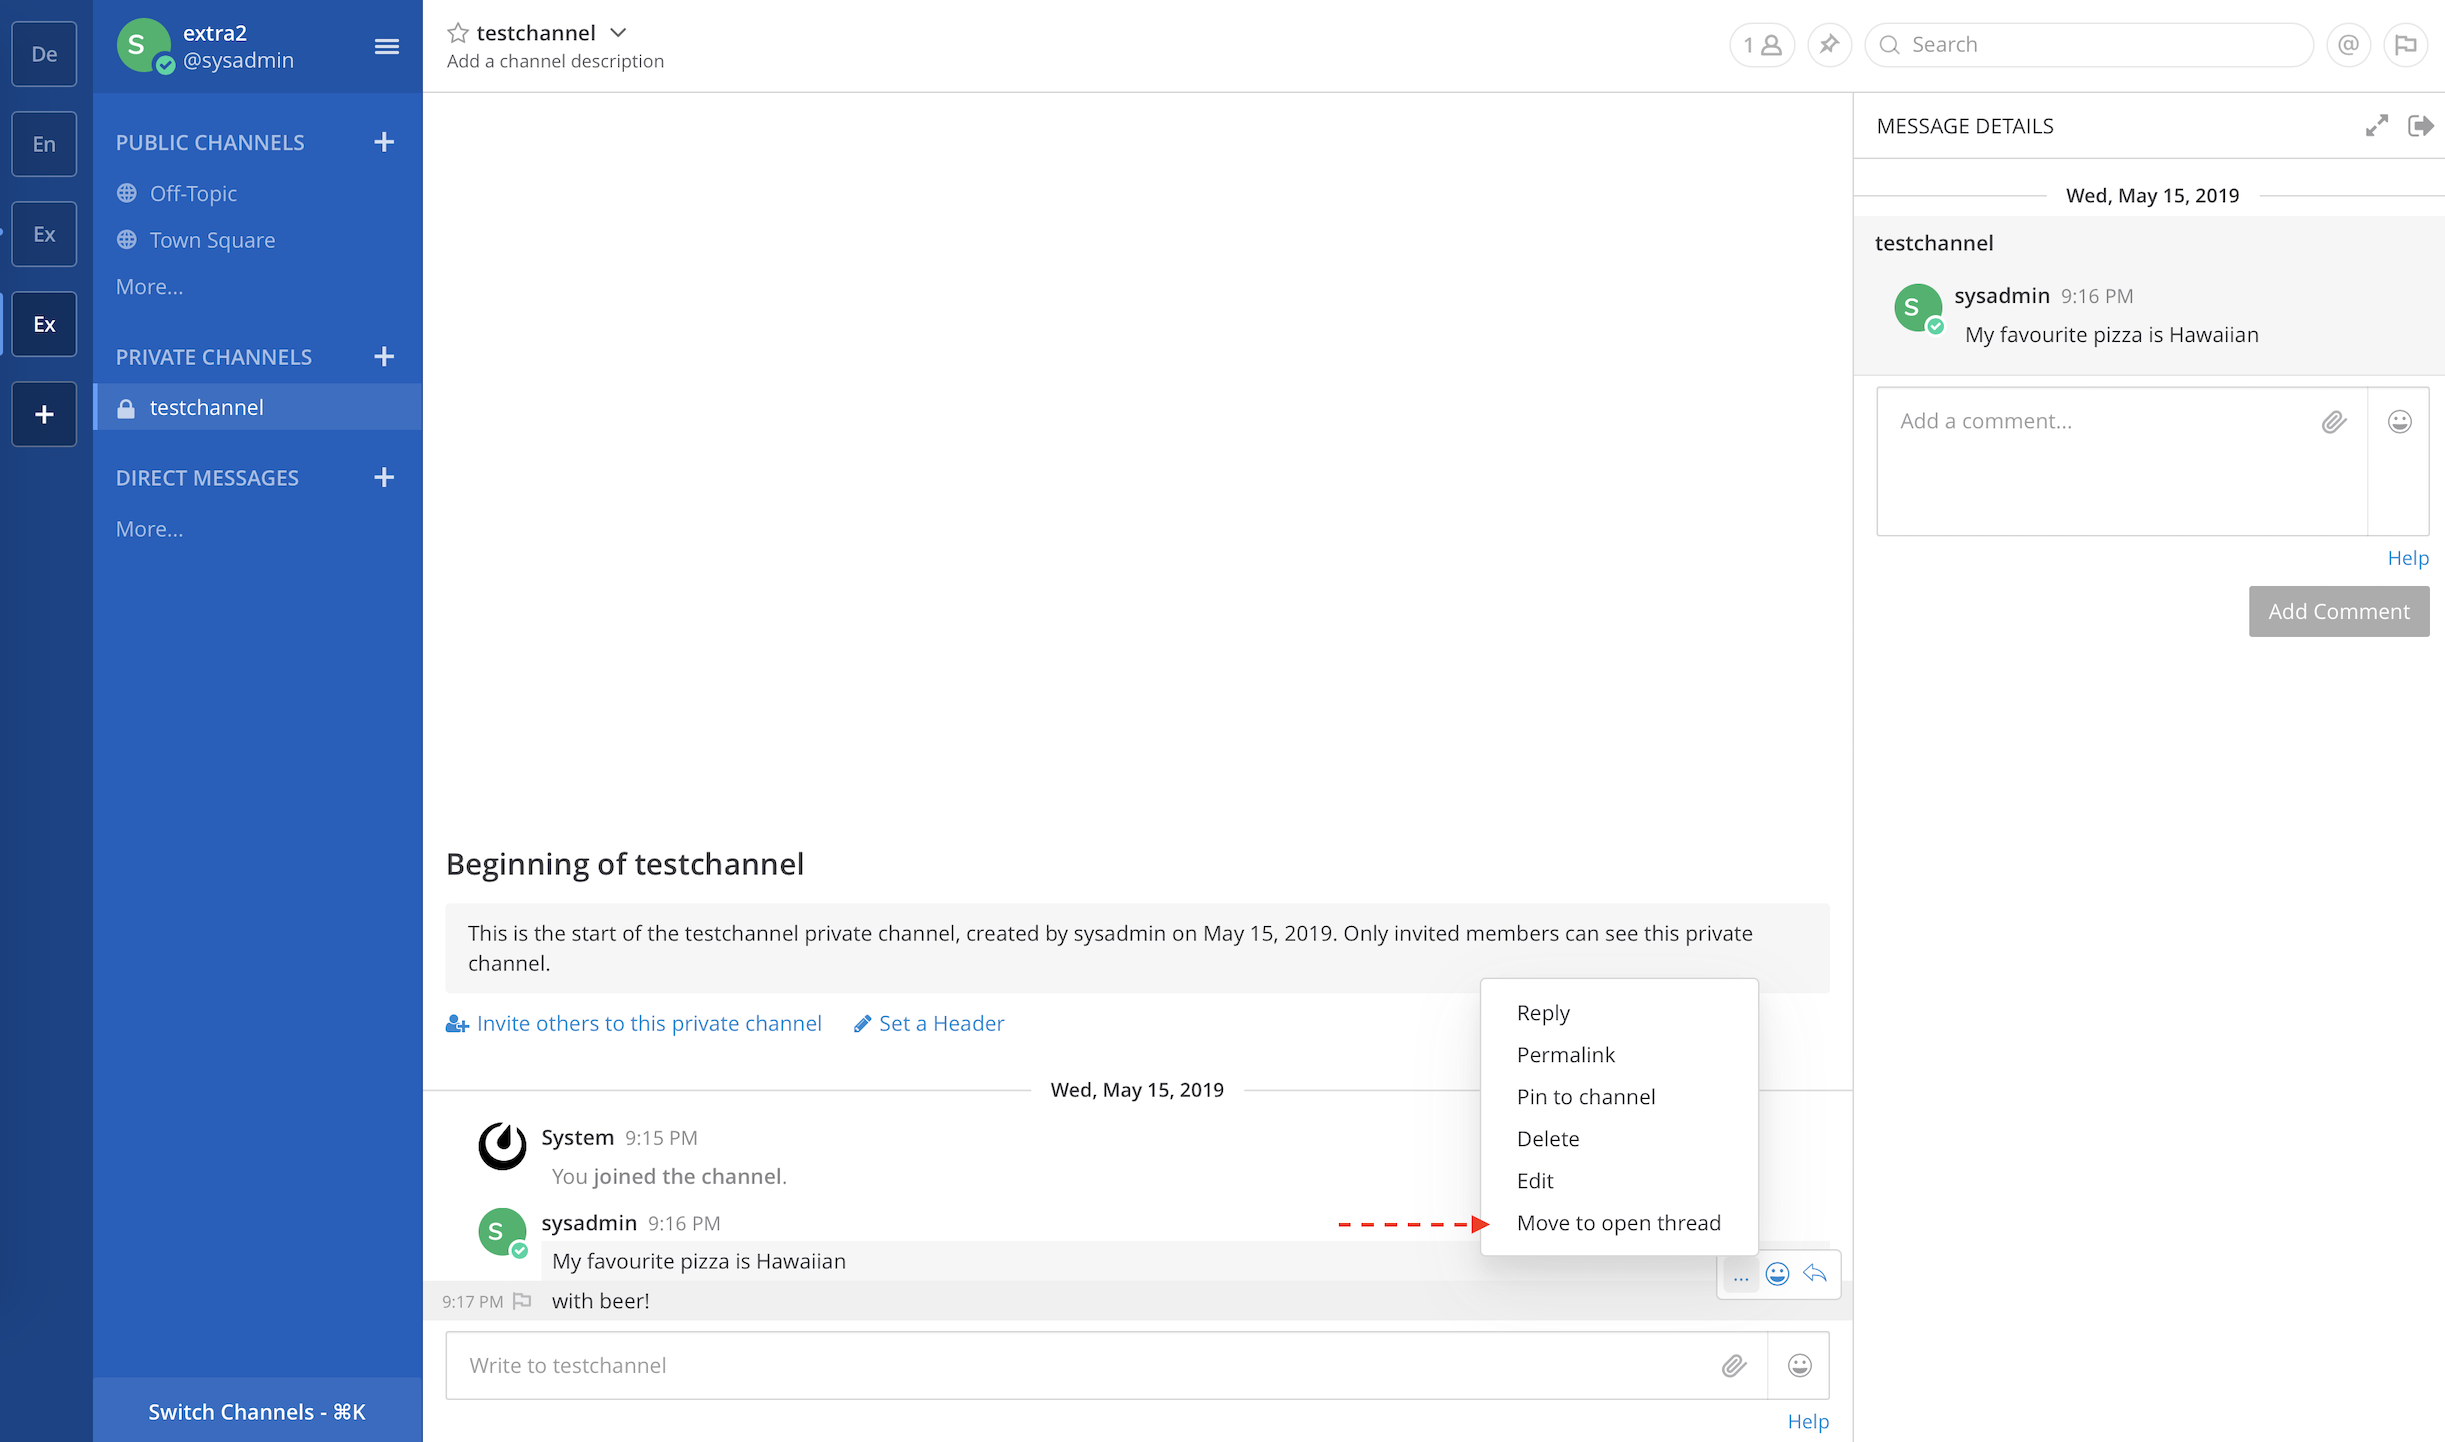 De
En
Ex
Ex
+
S
extra2
@sysadmin
PUBLIC CHANNELS +
Off-Topic
Town Square
More...
PRIVATE CHANNELS +
testchannel
DIRECT MESSAGES +
More...
Switch Channels - ⌘K
testchannel
Add a channel description
1
Search
@
Beginning of testchannel
This is the start of the testchannel private channel, created by sysadmin on May 15, 2019. Only invited members can see this private
channel.
Invite others to this private channel
Set a Header
Wed, May 15, 2019
System 9:15 PM
You joined the channel.
S
sysadmin 9:16 PM
My favourite pizza is Hawaiian
9:17 PM with beer!
Reply
Permalink
Pin to channel
Delete
Edit
Move to open thread
...
Write to testchannel
Help
MESSAGE DETAILS
Wed, May 15, 2019
testchannel
S
sysadmin 9:16 PM
My favourite pizza is Hawaiian
Add a comment...
Help
Add Comment